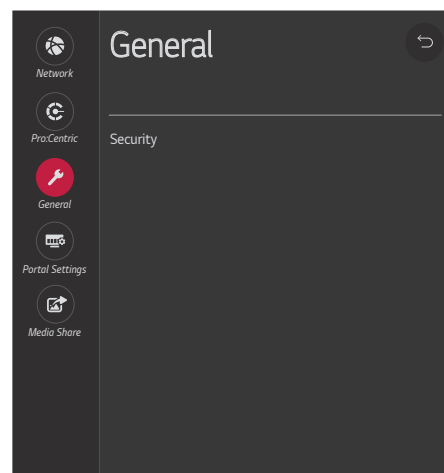 General
Network
Pro:Centric
Security
General
Portal Settings
Media Share